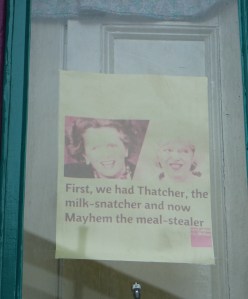 First, we had Thatcher, the
milk-snatcher and now
Mayhem the meal-stealer